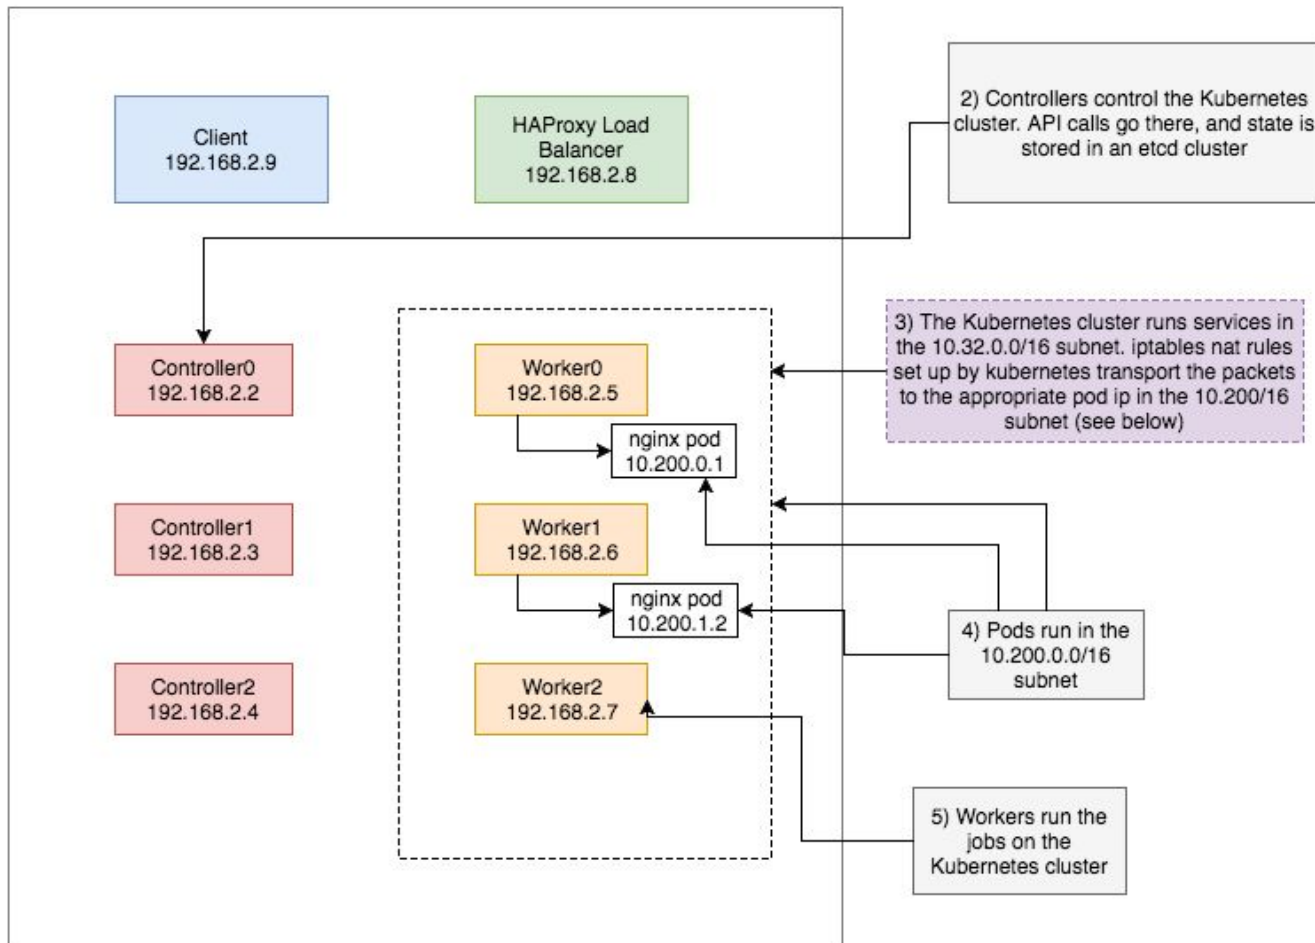 Client
192.168.2.9
HAProxy Load
Balancer
192.168.2.8
2) Controllers control the Kubernetes
cluster. API calls go there, and state is
stored in an etcd cluster
3) The Kubernetes cluster runs services in
the 10.32.0.0/16 subnet. iptables nat rules
set up by kubernetes transport the packets
to the appropriate pod ip in the 10.200/16
subnet (see below)
Controller0
192.168.2.2
Worker0
192.168.2.5
nginx pod
10.200.0.1
Controller1
192.168.2.3
Worker1
192.168.2.6
nginx pod
10.200.1.2
4) Pods run in the
10.200.0.0/16
subnet
Controller2
192.168.2.4
Worker2
192.168.2.7
5) Workers run the
jobs on the
Kubernetes cluster